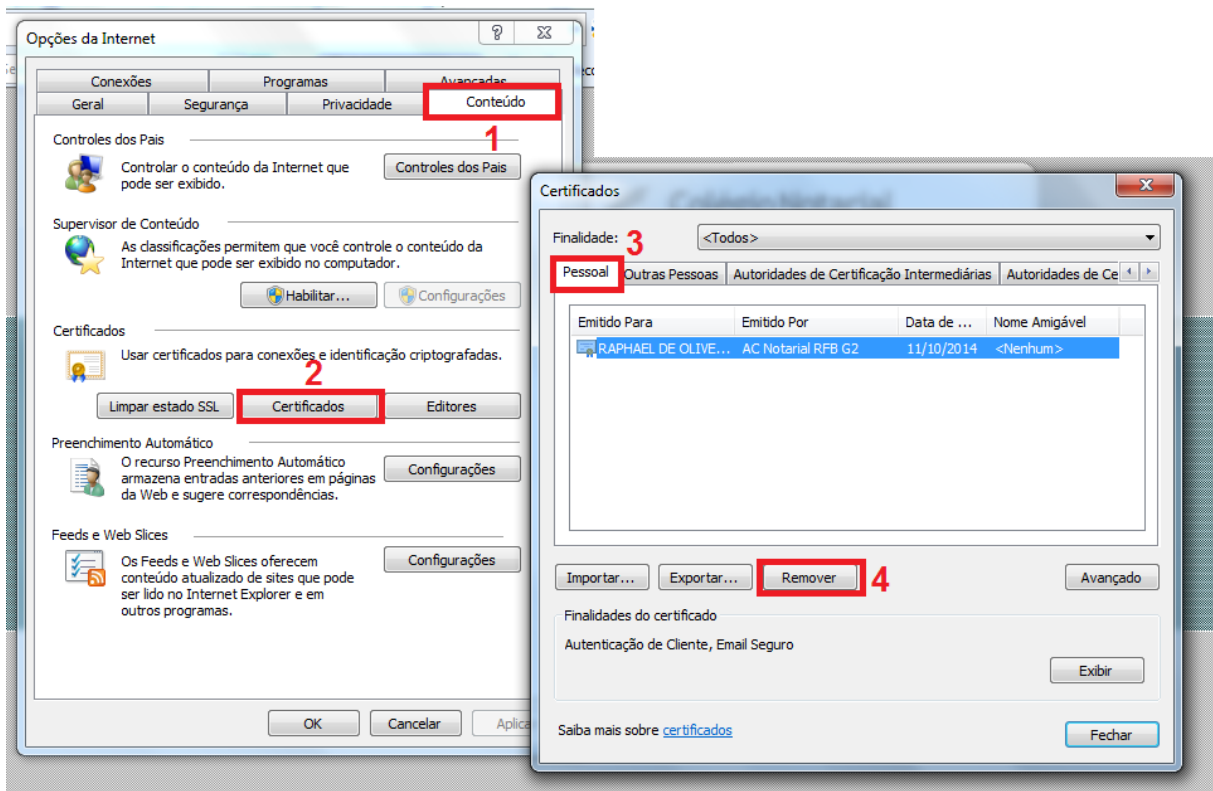 Opções da Internet
Conexões
Programas
Avançadas
Geral
Segurança
Privacidade
Conteúdo
1
Controles dos Pais
Controlar o conteúdo da Internet que
pode ser exibido.
Controles dos Pais
Supervisor de Conteúdo
As classificações permitem que você controle o conteúdo da
Internet que pode ser exibido no computador.
Habilitar...
Configurações
Certificados
Usar certificados para conexões e identificação criptografadas.
2
Limpar estado SSL
Certificados
Editores
Preenchimento Automático
O recurso Preenchimento Automático
armazena entradas anteriores em páginas
da Web e sugere correspondências.
Configurações
Feeds e Web Slices
Os Feeds e Web Slices oferecem
conteúdo atualizado de sites que pode
ser lido no Internet Explorer e em
outros programas.
Configurações
OK
Cancelar
Aplica
Certificados
Colégio Notarial
Finalidade:
3
<Todos>
Pessoal
Outras Pessoas
Autoridades de Certificação Intermediárias
Autoridades de Ce
Emitido Para
Emitido Por
Data de ...
Nome Amigável
RAPHAEL DE OLIVE...
AC Notarial RFB G2
11/10/2014
<Nenhum>
Importar...
Exportar...
Remover
4
Avançado
Finalidades do certificado
Autenticação de Cliente, Email Seguro
Exibir
Saiba mais sobre certificados
Fechar